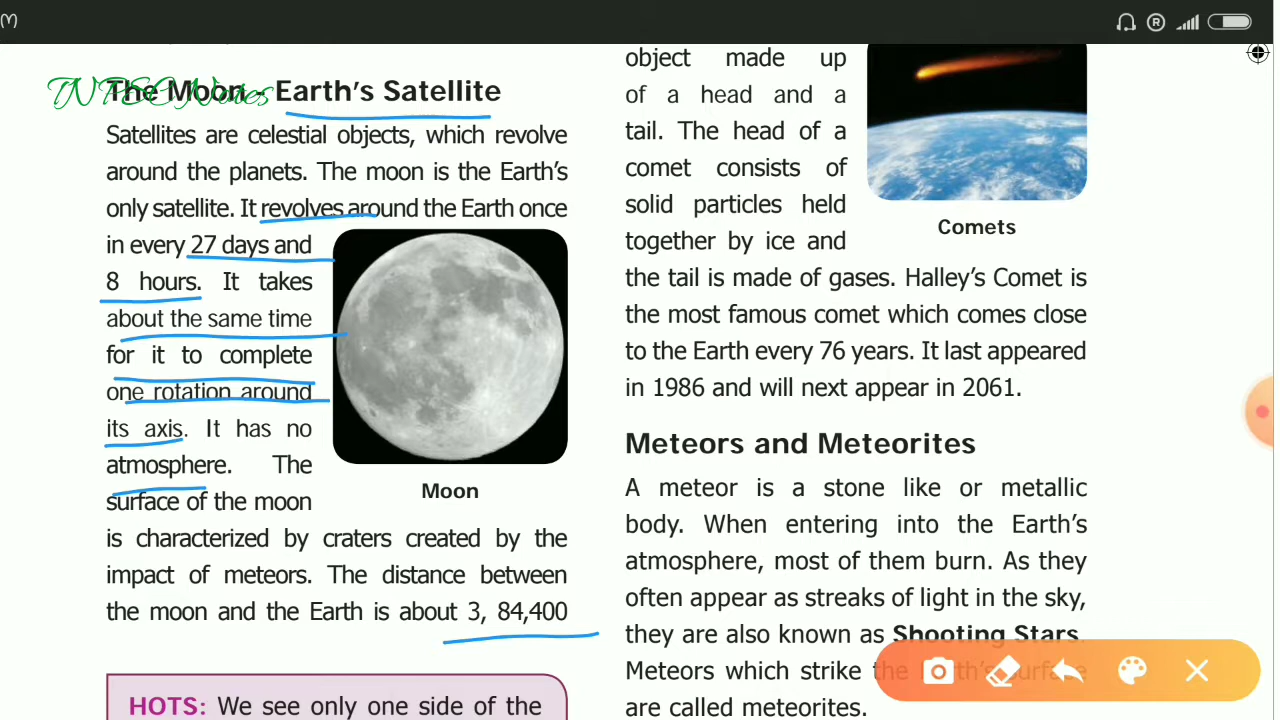 TNPSC Notes
The Moon - Earth's Satellite
Satellites are celestial objects, which revolve
around the planets. The moon is the Earth's
only satellite. It revolves around the Earth once
in every 27 days and
8 hours. It takes
about the same time
for it to complete
one rotation around
its axis. It has no
atmosphere. The
surface of the moon
Moon
is characterized by craters created by the
impact of meteors. The distance between
the moon and the Earth is about 3, 84,400
HOTS: We see only one side of the
object made up
of a head and a
tail. The head of a
comet consists of
solid particles held
together by ice and
Comets
the tail is made of gases. Halley's Comet is
the most famous comet which comes close
to the Earth every 76 years. It last appeared
in 1986 and will next appear in 2061.
Meteors and Meteorites
A meteor is a stone like or metallic
body. When entering into the Earth's
atmosphere, most of them burn. As they
often appear as streaks of light in the sky,
they are also known as Shooting Stars.
Meteors which strike the Earth's surface
are called meteorites.